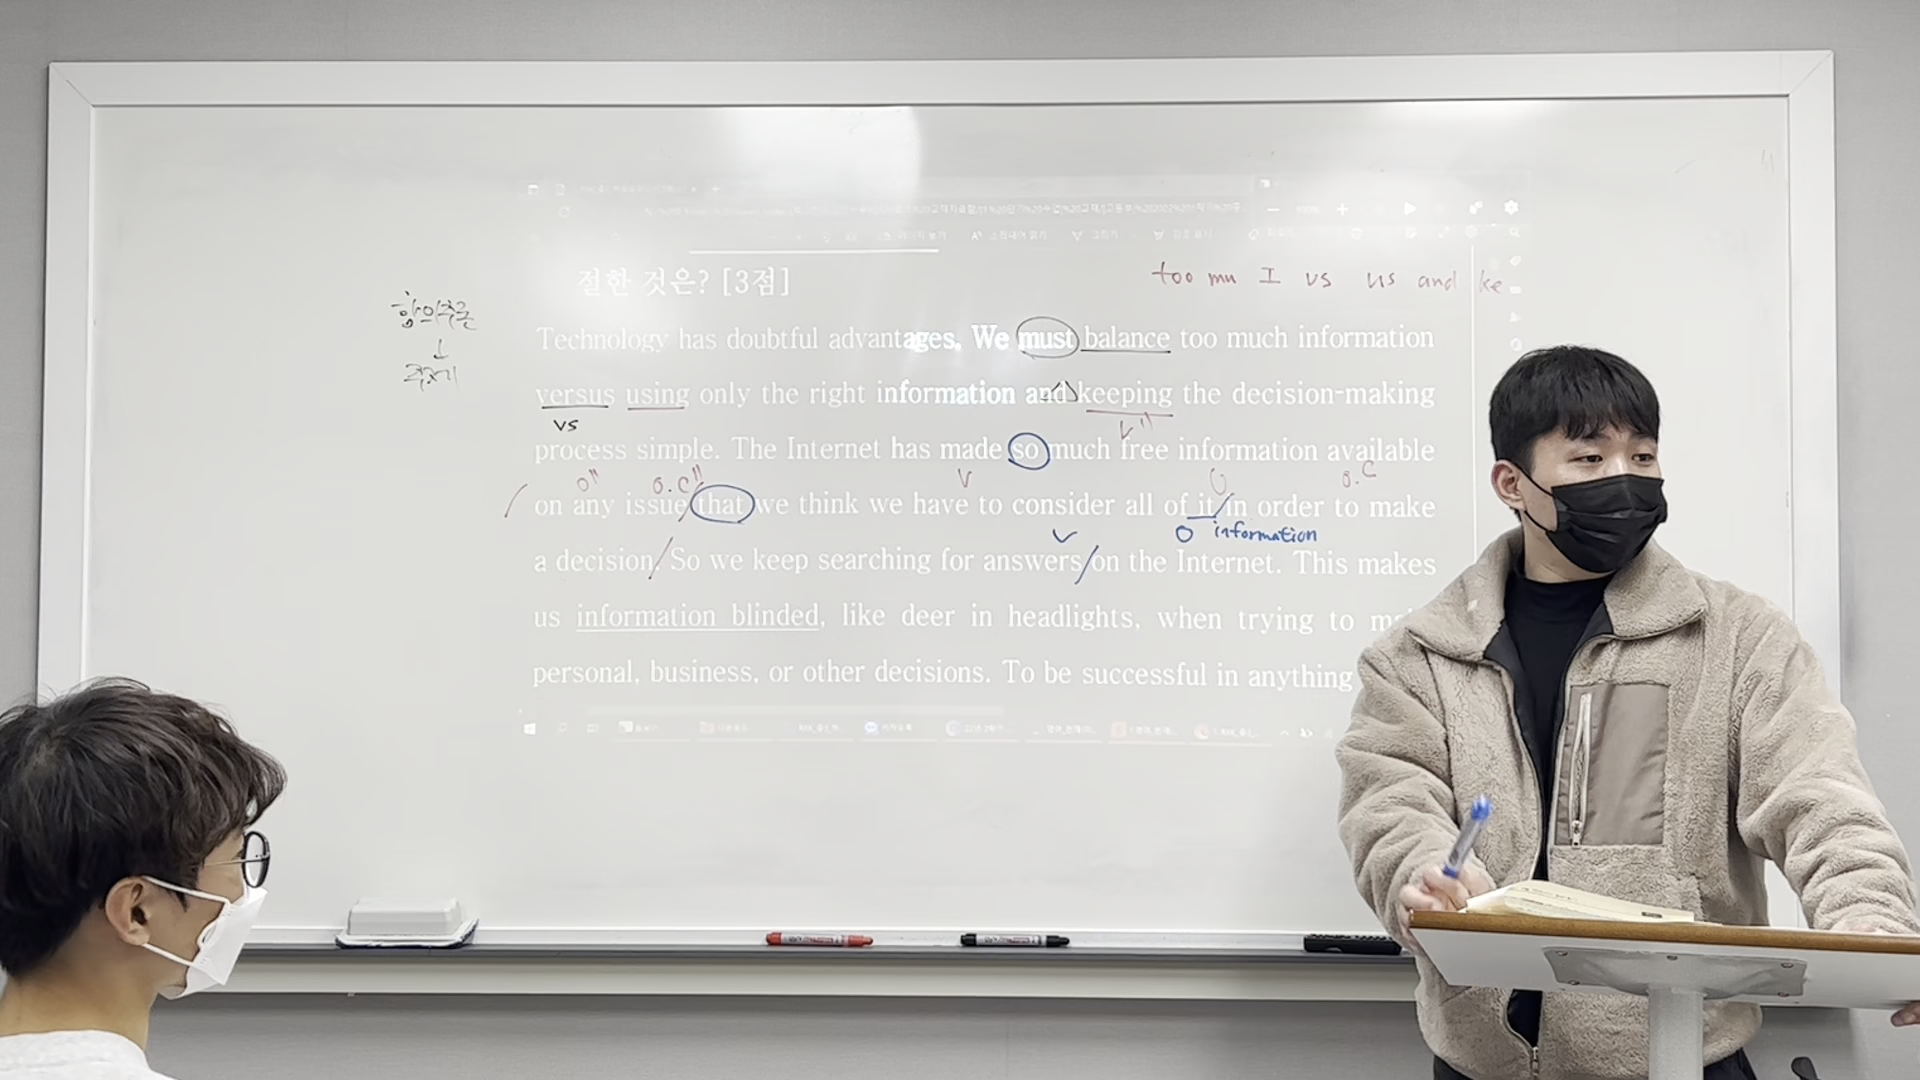 절한 것은? [3점]
too mu I vs us and ke
함의추론
↓
Technology has doubtful advantages. We must balance too much information
versus using only the right information and keeping the decision-making
vs
V"
process simple. The Internet has made so much free information available
o" o.c" V O o.c
on any issue that we think we have to consider all of it in order to make
V O information
a decision. So we keep searching for answers on the Internet. This makes
us information blinded, like deer in headlights, when trying to
personal, business, or other decisions. To be successful in anything